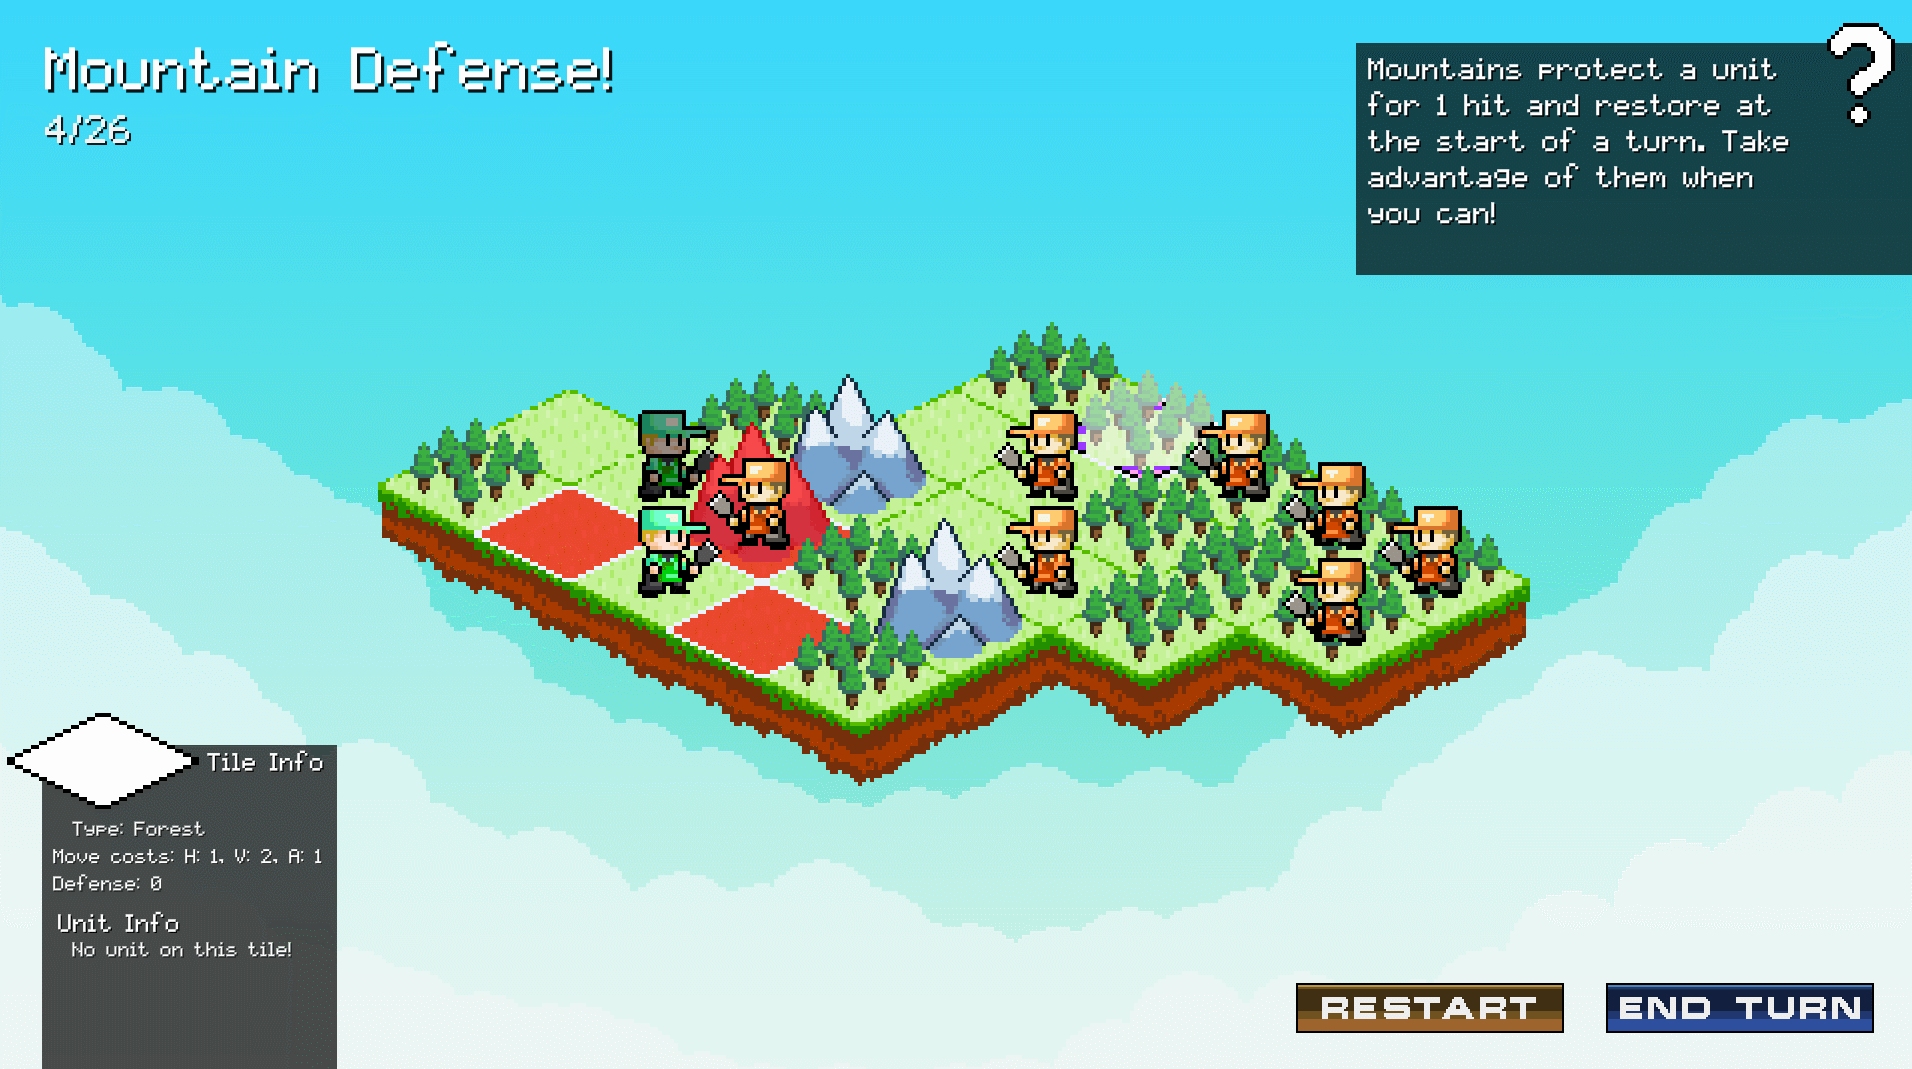 Mountain Defense!
4/26
Mountains protect a unit
for 1 hit and restore at
the start of a turn. Take
advantage of them when
you can!
?
Tile Info
Type: Forest
Move costs: H: 1, V: 2, A: 1
Defense: 0
Unit Info
No unit on this tile!
RESTART
END TURN